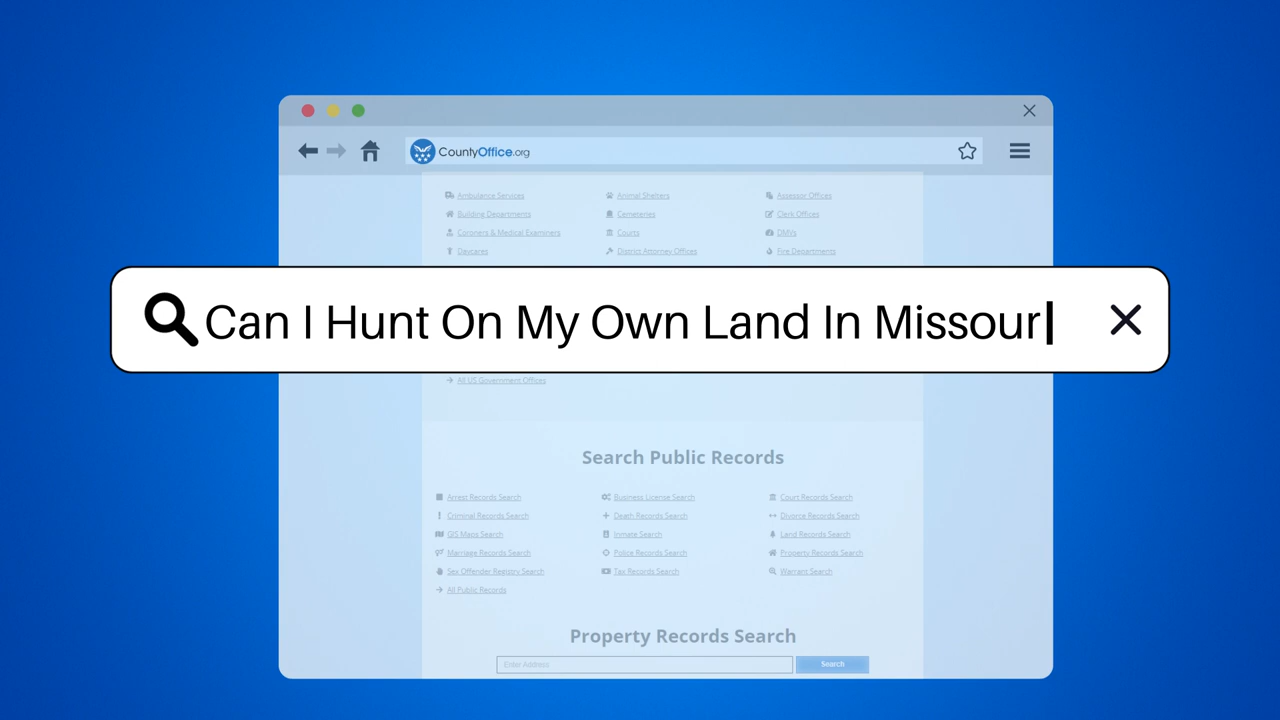 CountyOffice.org
Ambulance Services Animal Shelters Assessor Offices
Building Departments Cemeteries Clerk Offices
Coroners & Medical Examiners Courts DMVs
Daycares District Attorney Offices Fire Departments
Can I Hunt On My Own Land In Missour
All US Government Offices
Search Public Records
Arrest Records Search Business License Search Court Records Search
Criminal Records Search Death Records Search Divorce Records Search
GIS Maps Search Inmate Search Land Records Search
Marriage Records Search Police Records Search Property Records Search
Sex Offender Registry Search Tax Records Search Warrant Search
All Public Records
Property Records Search
Enter Address Search